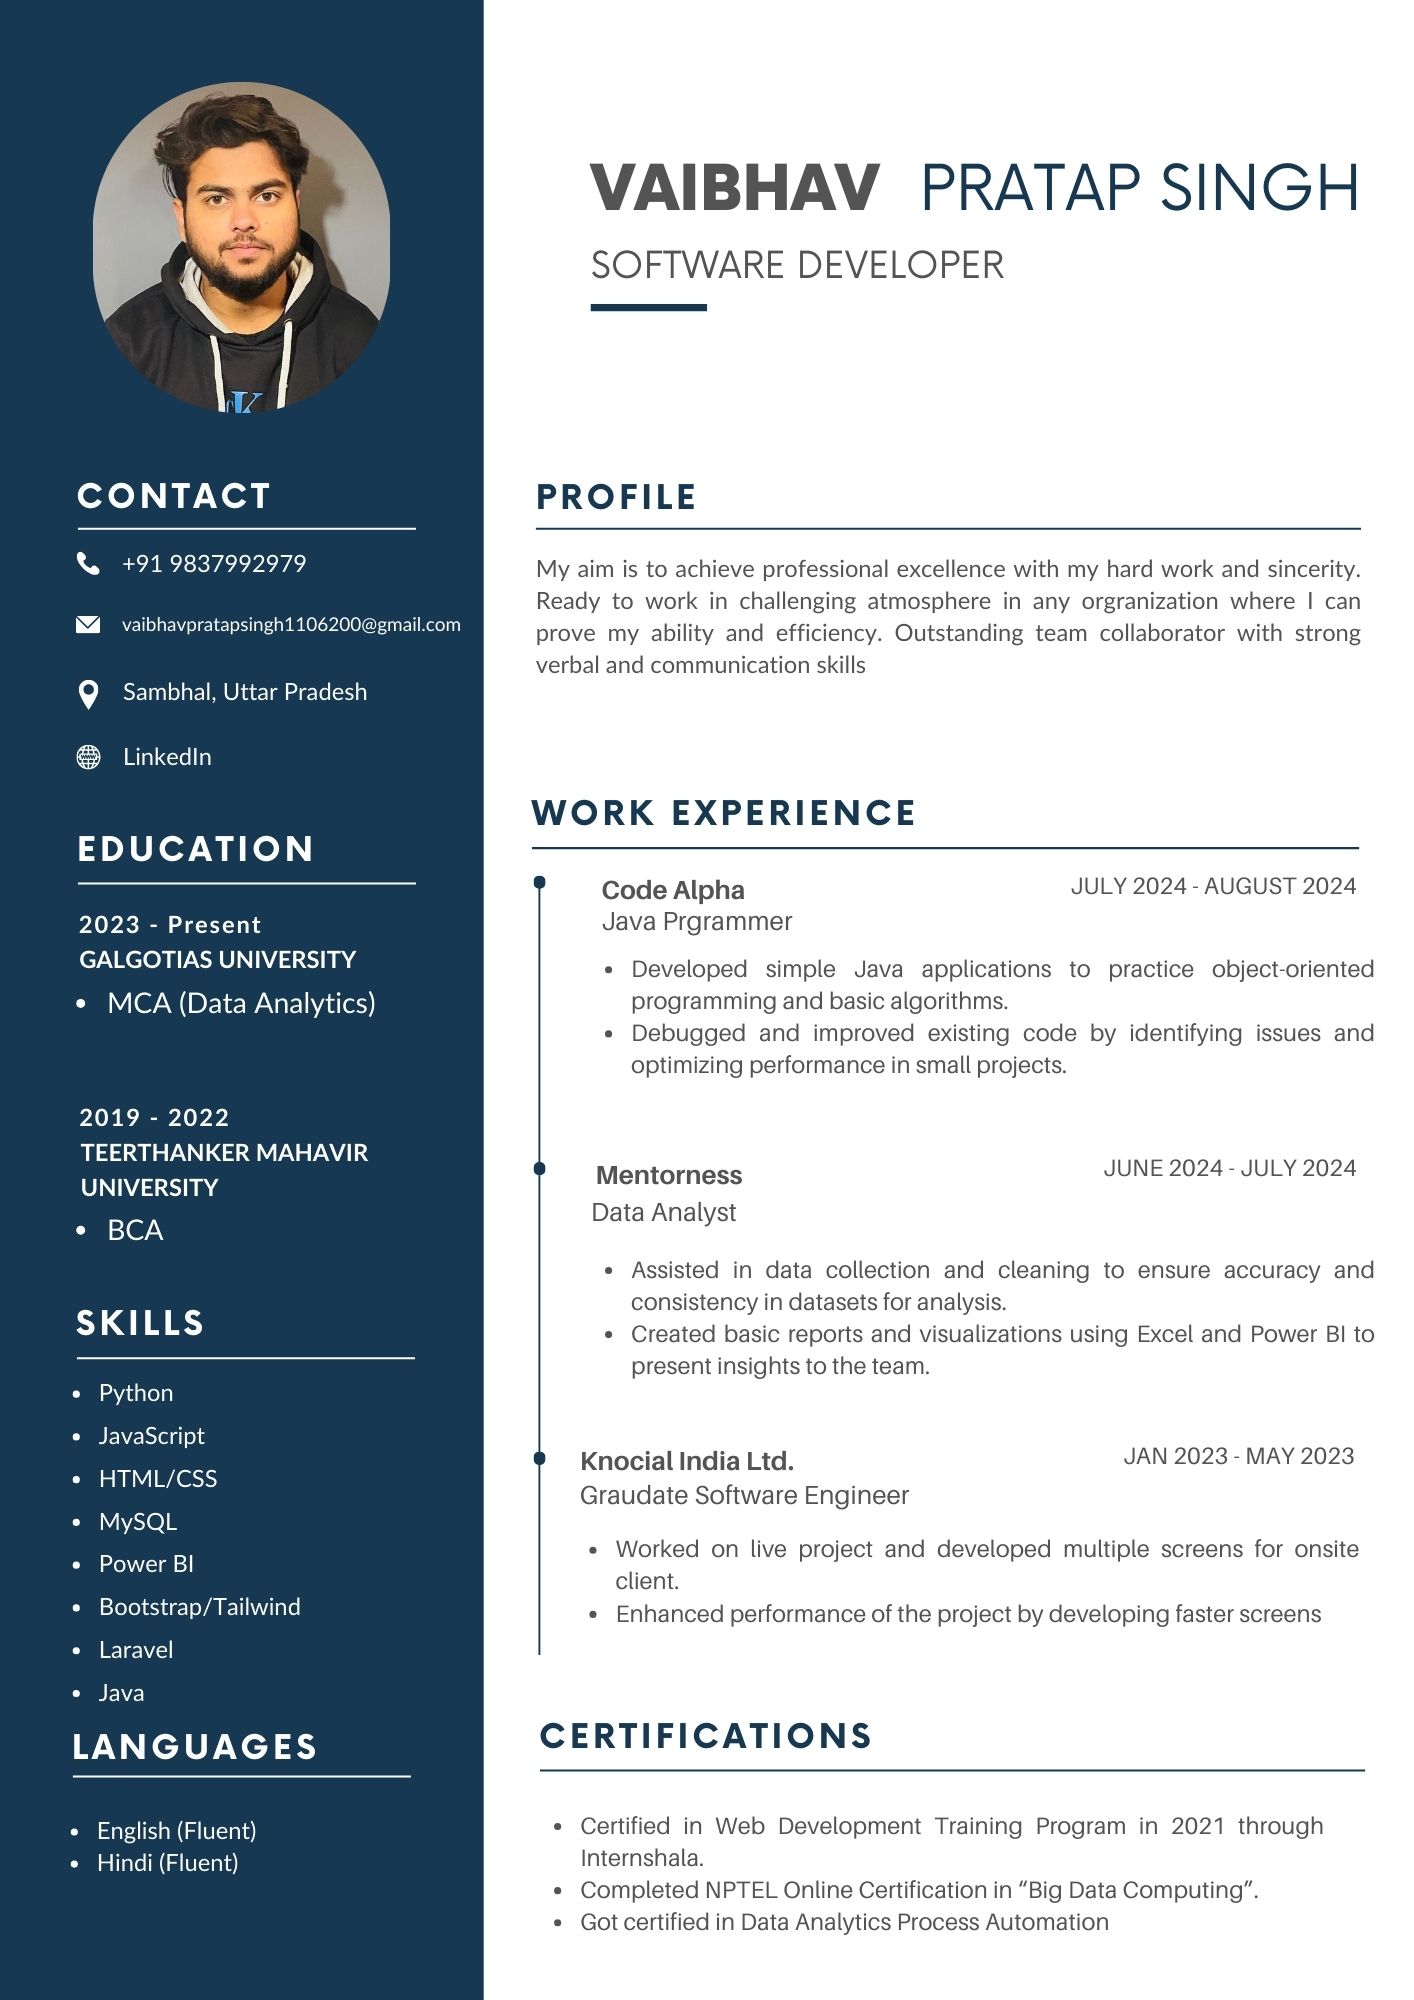 VAIBHAV PRATAP SINGH
SOFTWARE DEVELOPER
CONTACT
+91 9837992979
vaibhavpratapsingh1106200@gmail.com
Sambhal, Uttar Pradesh
LinkedIn
EDUCATION
2023 - Present
GALGOTIAS UNIVERSITY
• MCA (Data Analytics)
2019 - 2022
TEERTHANKER MAHAVIR
UNIVERSITY
• BCA
SKILLS
• Python
• JavaScript
• HTML/CSS
• MySQL
• Power BI
• Bootstrap/Tailwind
• Laravel
• Java
LANGUAGES
• English (Fluent)
• Hindi (Fluent)
PROFILE
My aim is to achieve professional excellence with my hard work and sincerity.
Ready to work in challenging atmosphere in any orgranization where I can
prove my ability and efficiency. Outstanding team collaborator with strong
verbal and communication skills
WORK EXPERIENCE
Code Alpha JULY 2024 - AUGUST 2024
Java Prgrammer
• Developed simple Java applications to practice object-oriented
programming and basic algorithms.
• Debugged and improved existing code by identifying issues and
optimizing performance in small projects.
Mentorness JUNE 2024 - JULY 2024
Data Analyst
• Assisted in data collection and cleaning to ensure accuracy and
consistency in datasets for analysis.
• Created basic reports and visualizations using Excel and Power BI to
present insights to the team.
Knocial India Ltd. JAN 2023 - MAY 2023
Graudate Software Engineer
• Worked on live project and developed multiple screens for onsite
client.
• Enhanced performance of the project by developing faster screens
CERTIFICATIONS
• Certified in Web Development Training Program in 2021 through
Internshala.
• Completed NPTEL Online Certification in “Big Data Computing”.
• Got certified in Data Analytics Process Automation